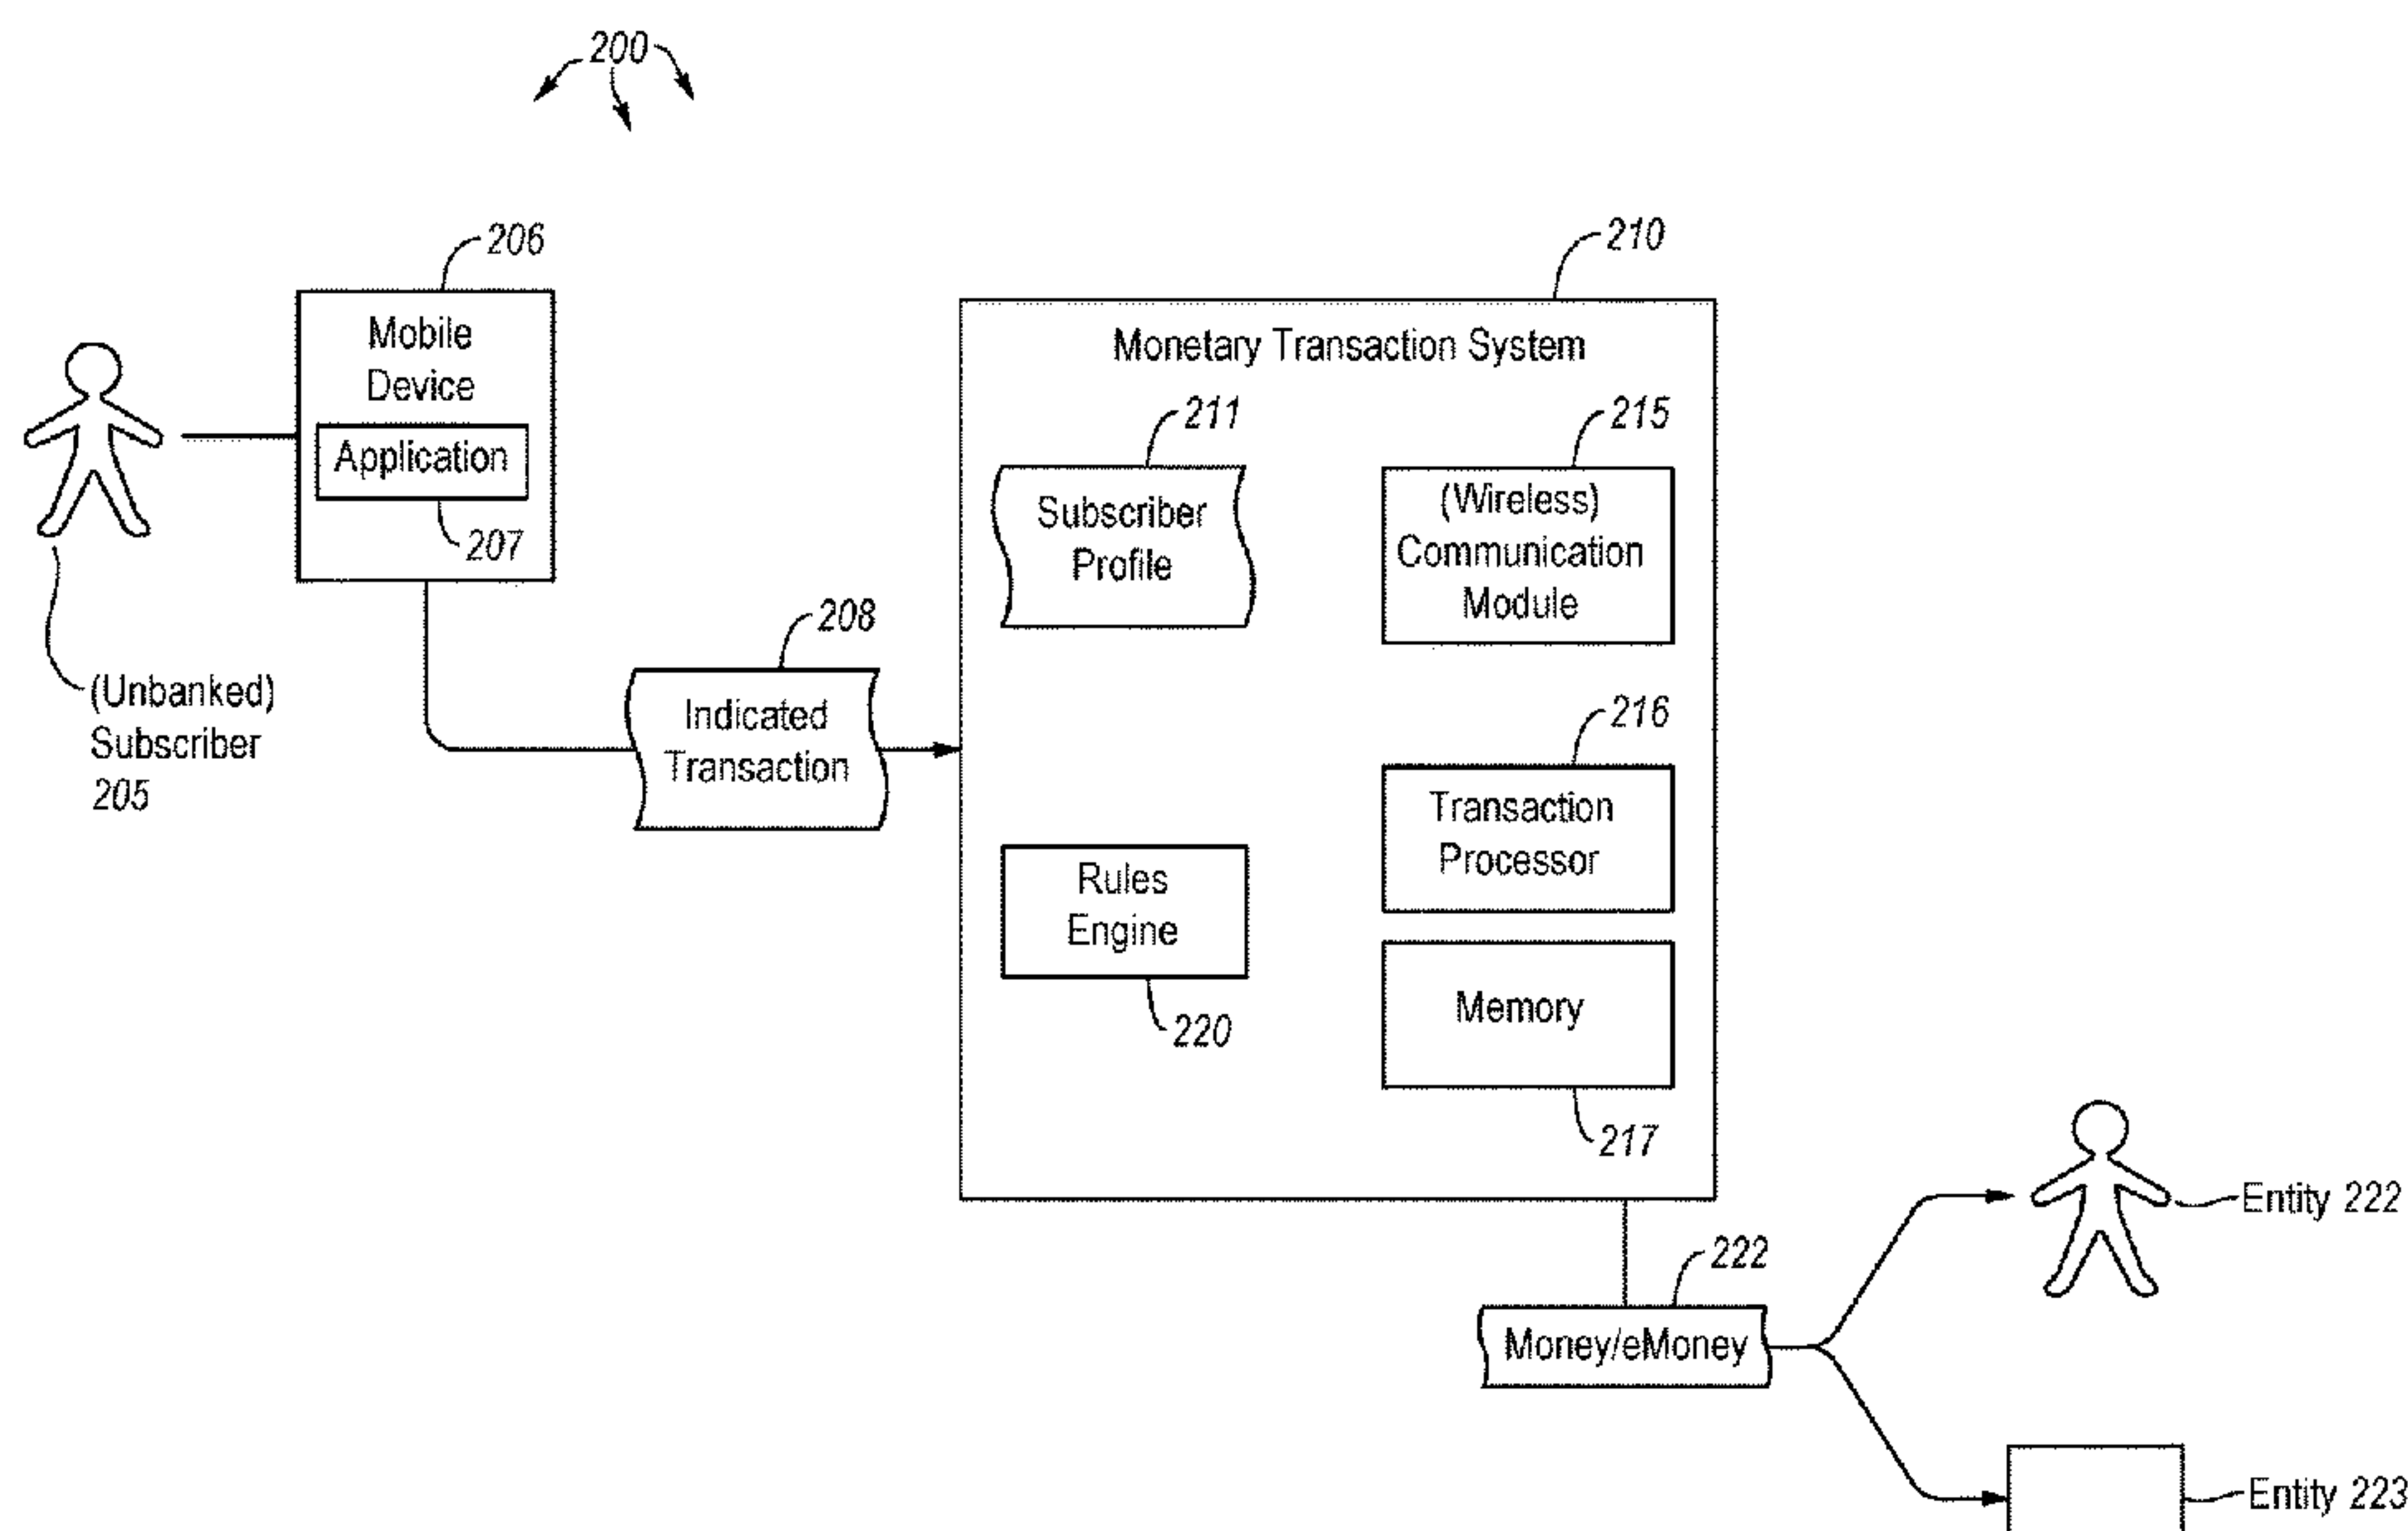 200
206
Mobile
Device
Application
207
(Unbanked)
Subscriber
205
208
Indicated
Transaction
210
Monetary Transaction System
211
Subscriber
Profile
215
(Wireless)
Communication
Module
216
Transaction
Processor
Rules
Engine
220
Memory
217
222
Money/eMoney
Entity 222
Entity 223